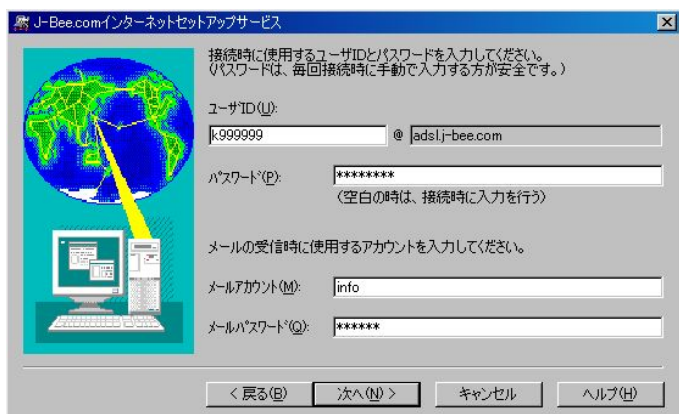 J-Bee.comインターネットセットアップサービス
接続時に使用するユーザIDとパスワードを入力してください。
(パスワードは、毎回接続時に手動で入力する方が安全です。)
ユーザID(U):
k999999 @ adsl.j-bee.com
パスワード(P): ********
(空白の時は、接続時に入力を行う)
メールの受信時に使用するアカウントを入力してください。
メールアカウント(M): info
メールパスワード(Q): ******
< 戻る(B) 次へ(N) > キャンセル ヘルプ(H)